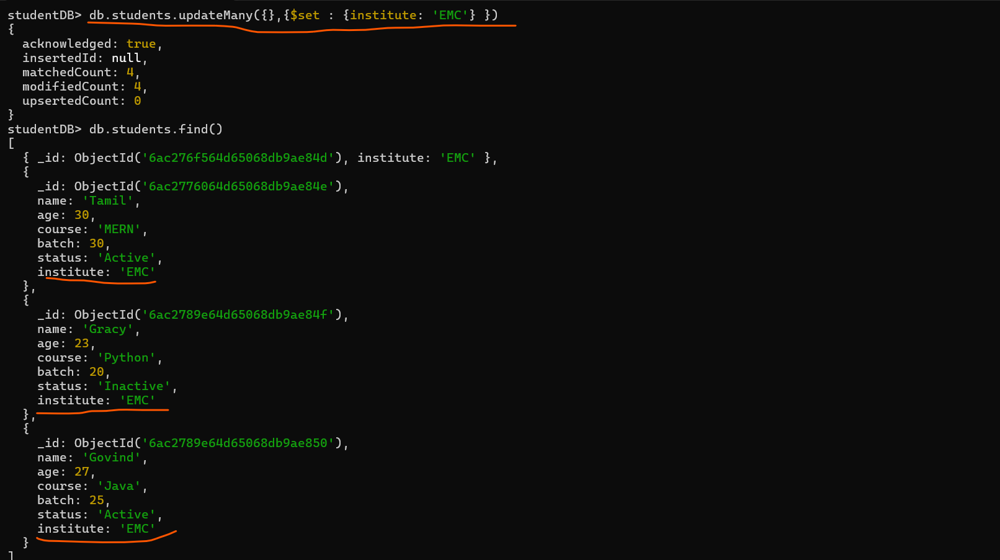 studentDB> db.students.updateMany({},{$set : {institute: 'EMC'} })
{
  acknowledged: true,
  insertedId: null,
  matchedCount: 4,
  modifiedCount: 4,
  upsertedCount: 0
}
studentDB> db.students.find()
[
  { _id: ObjectId('6ac276f564d65068db9ae84d'), institute: 'EMC' },
  {
    _id: ObjectId('6ac2776064d65068db9ae84e'),
    name: 'Tamil',
    age: 30,
    course: 'MERN',
    batch: 30,
    status: 'Active',
    institute: 'EMC'
  },
  {
    _id: ObjectId('6ac2789e64d65068db9ae84f'),
    name: 'Gracy',
    age: 23,
    course: 'Python',
    batch: 20,
    status: 'Inactive',
    institute: 'EMC'
  },
  {
    _id: ObjectId('6ac2789e64d65068db9ae850'),
    name: 'Govind',
    age: 27,
    course: 'Java',
    batch: 25,
    status: 'Active',
    institute: 'EMC'
  }
]